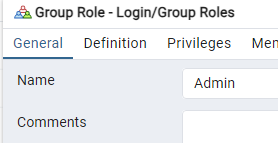 Group Role - Login/Group Roles
General Definition Privileges
Name Admin
Comments